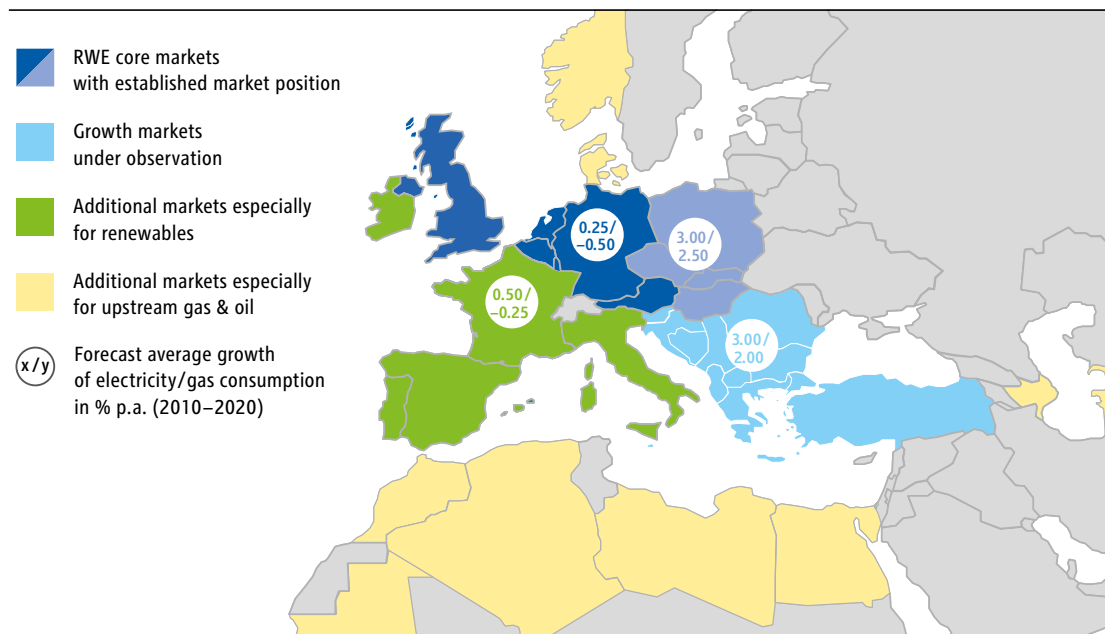 RWE core markets
with established market position
Growth markets
under observation
Additional markets especially
for renewables
Additional markets especially
for upstream gas & oil
x/y
Forecast average growth
of electricity/gas consumption
in % p.a. (2010–2020)
0.25/
–0.50
3.00/
2.50
0.50/
–0.25
3.00/
2.00